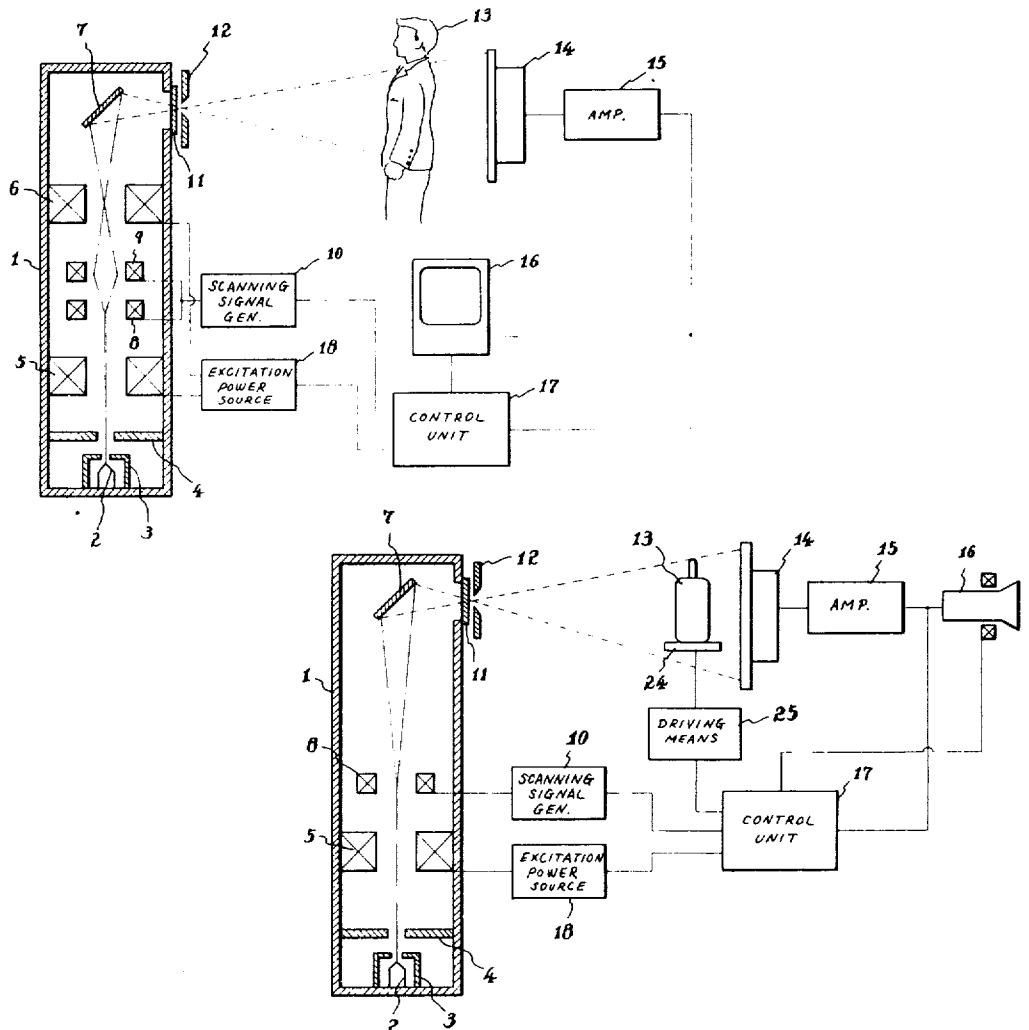 13
7
12
14
15
AMP.
11
6
1
9
10
SCANNING
SIGNAL
GEN.
16
8
5
18
EXCITATION
POWER
SOURCE
17
CONTROL
UNIT
4
2
3
7
12
13
14
15
16
AMP.
11
24
1
25
DRIVING
MEANS
8
10
SCANNING
SIGNAL
GEN.
17
CONTROL
UNIT
5
EXCITATION
POWER
SOURCE
18
4
2
3